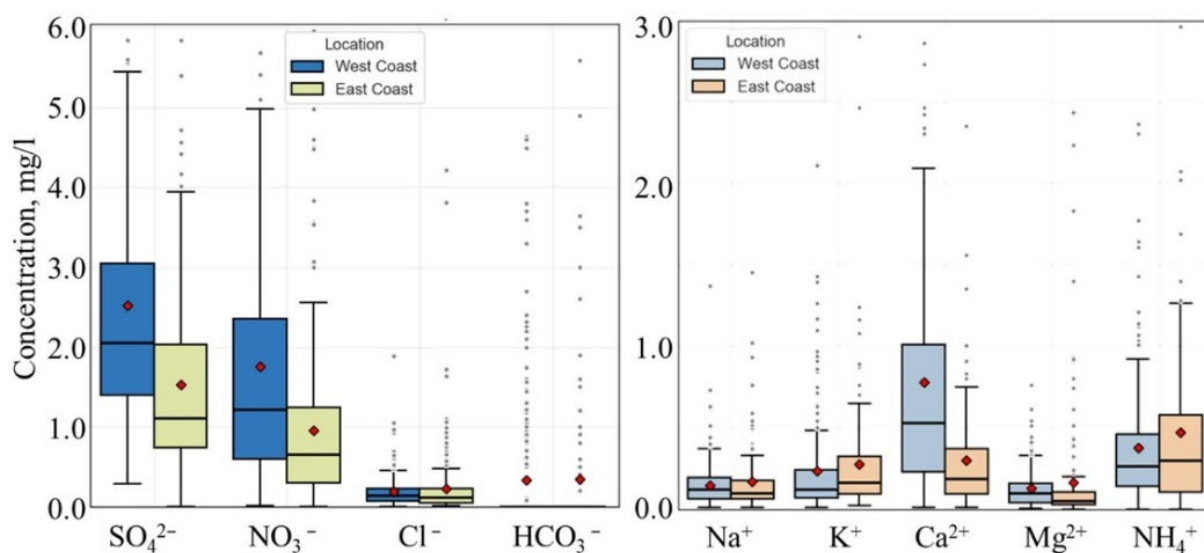 Concentration, mg/l
6.0
5.0
4.0
3.0
2.0
1.0
0.0
Location
West Coast
East Coast
SO₄²⁻
NO₃⁻
Cl⁻
HCO₃⁻
3.0
2.0
1.0
0.0
Location
West Coast
East Coast
Na⁺
K⁺
Ca²⁺
Mg²⁺
NH₄⁺